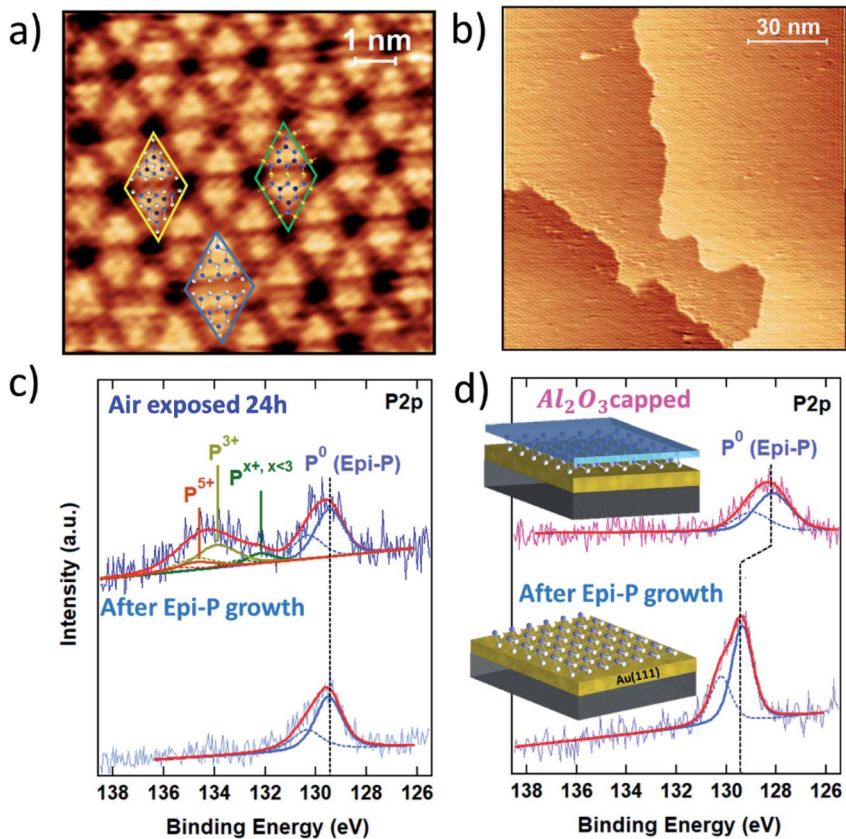 a)
1 nm
b)
30 nm
c)
Air exposed 24h
P2p
P³⁺
P⁵⁺
Pˣ⁺, ˣ<³
P⁰ (Epi-P)
After Epi-P growth
Intensity (a.u.)
138 136 134 132 130 128 126
Binding Energy (eV)
d)
Al₂O₃capped
P2p
P⁰ (Epi-P)
After Epi-P growth
Au(111)
138 136 134 132 130 128 126
Binding Energy (eV)